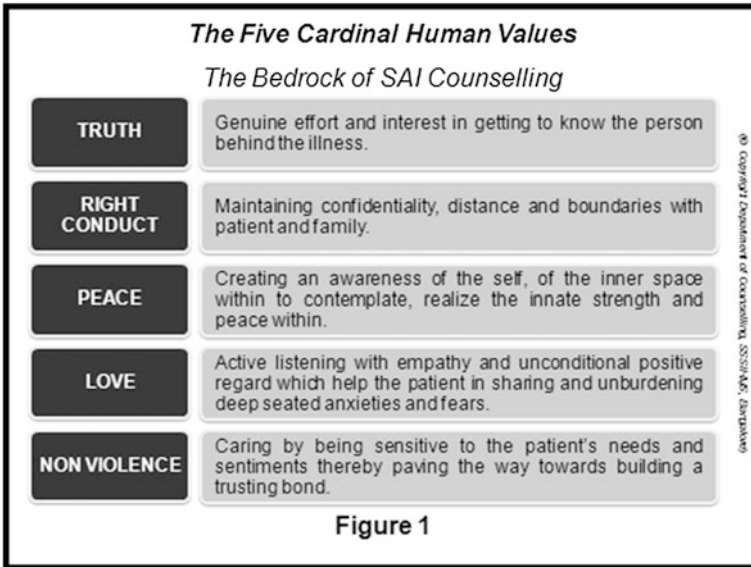 The Five Cardinal Human Values
The Bedrock of SAI Counselling
TRUTH
Genuine effort and interest in getting to know the person
behind the illness.
RIGHT
CONDUCT
Maintaining confidentiality, distance and boundaries with
patient and family.
PEACE
Creating an awareness of the self, of the inner space
within to contemplate, realize the innate strength and
peace within.
LOVE
Active listening with empathy and unconditional positive
regard which help the patient in sharing and unburdening
deep seated anxieties and fears.
NON VIOLENCE
Caring by being sensitive to the patient's needs and
sentiments thereby paving the way towards building a
trusting bond.
Figure 1
© Copyright Department of Counselling, Bangalore)